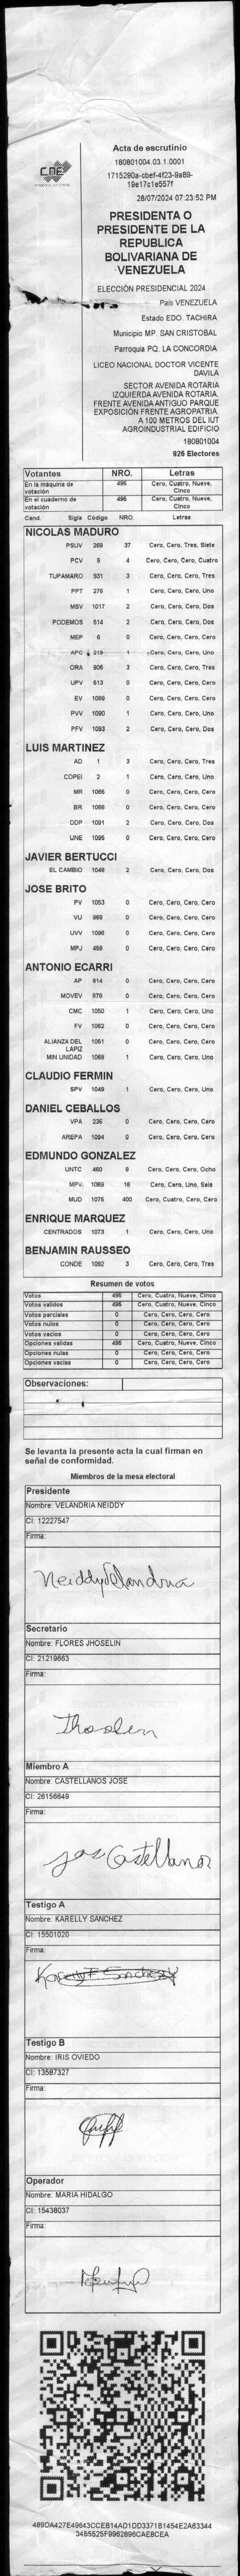 CNE
Acta de escrutinio
180801004.03.1.0001
1715290a-cbef-4f23-9a89-
19e17c1e557f
28/07/2024 07:23:52 PM
PRESIDENTA O
PRESIDENTE DE LA
REPUBLICA
BOLIVARIANA DE
VENEZUELA
ELECCIÓN PRESIDENCIAL 2024
País VENEZUELA
Estado EDO. TACHIRA
Municipio MP. SAN CRISTOBAL
Parroquia PQ. LA CONCORDIA
LICEO NACIONAL DOCTOR VICENTE
DAVILA
SECTOR AVENIDA ROTARIA
IZQUIERDA AVENIDA ROTARIA.
FRENTE AVENIDA ANTIGUO PARQUE
EXPOSICIÓN FRENTE AGROPATRIA.
A 100 METROS DEL IUT
AGROINDUSTRIAL EDIFICIO
180801004
926 Electores
Votantes NRO. Letras
En la máquina de votación 495 Cero, Cuatro, Nueve, Cinco
En el cuaderno de votación 495 Cero, Cuatro, Nueve, Cinco
Cand. Sigla Código NRO. Letras
NICOLAS MADURO
PSUV 269 37 Cero, Cero, Tres, Siete
PCV 9 4 Cero, Cero, Cero, Cuatro
TUPAMARO 931 3 Cero, Cero, Cero, Tres
PPT 276 1 Cero, Cero, Cero, Uno
MSV 1017 2 Cero, Cero, Cero, Dos
PODEMOS 514 2 Cero, Cero, Cero, Dos
MEP 6 0 Cero, Cero, Cero, Cero
APC 219 1 Cero, Cero, Cero, Uno
ORA 906 3 Cero, Cero, Cero, Tres
UPV 513 0 Cero, Cero, Cero, Cero
EV 1089 0 Cero, Cero, Cero, Cero
PVV 1090 1 Cero, Cero, Cero, Uno
PFV 1093 2 Cero, Cero, Cero, Dos
LUIS MARTINEZ
AD 1 3 Cero, Cero, Cero, Tres
COPEI 2 1 Cero, Cero, Cero, Uno
MR 1065 0 Cero, Cero, Cero, Cero
BR 1066 0 Cero, Cero, Cero, Cero
DDP 1091 2 Cero, Cero, Cero, Dos
UNE 1095 0 Cero, Cero, Cero, Cero
JAVIER BERTUCCI
EL CAMBIO 1048 2 Cero, Cero, Cero, Dos
JOSE BRITO
PV 1053 0 Cero, Cero, Cero, Cero
VU 868 0 Cero, Cero, Cero, Cero
UVV 1096 0 Cero, Cero, Cero, Cero
MPJ 458 0 Cero, Cero, Cero, Cero
ANTONIO ECARRI
AP 814 0 Cero, Cero, Cero, Cero
MOVEV 878 0 Cero, Cero, Cero, Cero
CMC 1050 1 Cero, Cero, Cero, Uno
FV 1062 0 Cero, Cero, Cero, Cero
ALIANZA DEL LAPIZ 1051 0 Cero, Cero, Cero, Cero
MIN UNIDAD 1068 1 Cero, Cero, Cero, Uno
CLAUDIO FERMIN
SPV 1049 1 Cero, Cero, Cero, Uno
DANIEL CEBALLOS
VPA 236 0 Cero, Cero, Cero, Cero
AREPA 1094 0 Cero, Cero, Cero, Cero
EDMUNDO GONZALEZ
UNTC 460 8 Cero, Cero, Cero, Ocho
MPV 1069 16 Cero, Cero, Uno, Seis
MUD 1075 400 Cero, Cuatro, Cero, Cero
ENRIQUE MARQUEZ
CENTRADOS 1073 1 Cero, Cero, Cero, Uno
BENJAMIN RAUSSEO
CONDE 1092 3 Cero, Cero, Cero, Tres
Resumen de votos
Votos 495 Cero, Cuatro, Nueve, Cinco
Votos validos 495 Cero, Cuatro, Nueve, Cinco
Votos parciales 0 Cero, Cero, Cero, Cero
Votos nulos 0 Cero, Cero, Cero, Cero
Votos vacios 0 Cero, Cero, Cero, Cero
Opciones validas 495 Cero, Cuatro, Nueve, Cinco
Opciones nulas 0 Cero, Cero, Cero, Cero
Opciones vacias 0 Cero, Cero, Cero, Cero
Observaciones:
Se levanta la presente acta la cual firman en
señal de conformidad.
Miembros de la mesa electoral
Presidente
Nombre: VELANDRIA NEIDDY
CI: 12227547
Firma:
Neiddy Velandria
Secretario
Nombre: FLORES JHOSELIN
CI: 21219663
Firma:
Miembro A
Nombre: CASTELLANOS JOSE
CI: 26156649
Firma:
Jose Castellanos
Testigo A
Nombre: KARELLY SANCHEZ
CI: 15501020
Firma:
Testigo B
Nombre: IRIS OVIEDO
CI: 13587327
Firma:
Operador
Nombre: MARIA HIDALGO
CI: 15438037
Firma:
489DA427E49643CCEB14AD1DD3371B1454E2A63344
34B5525F9962896CAE8CEA